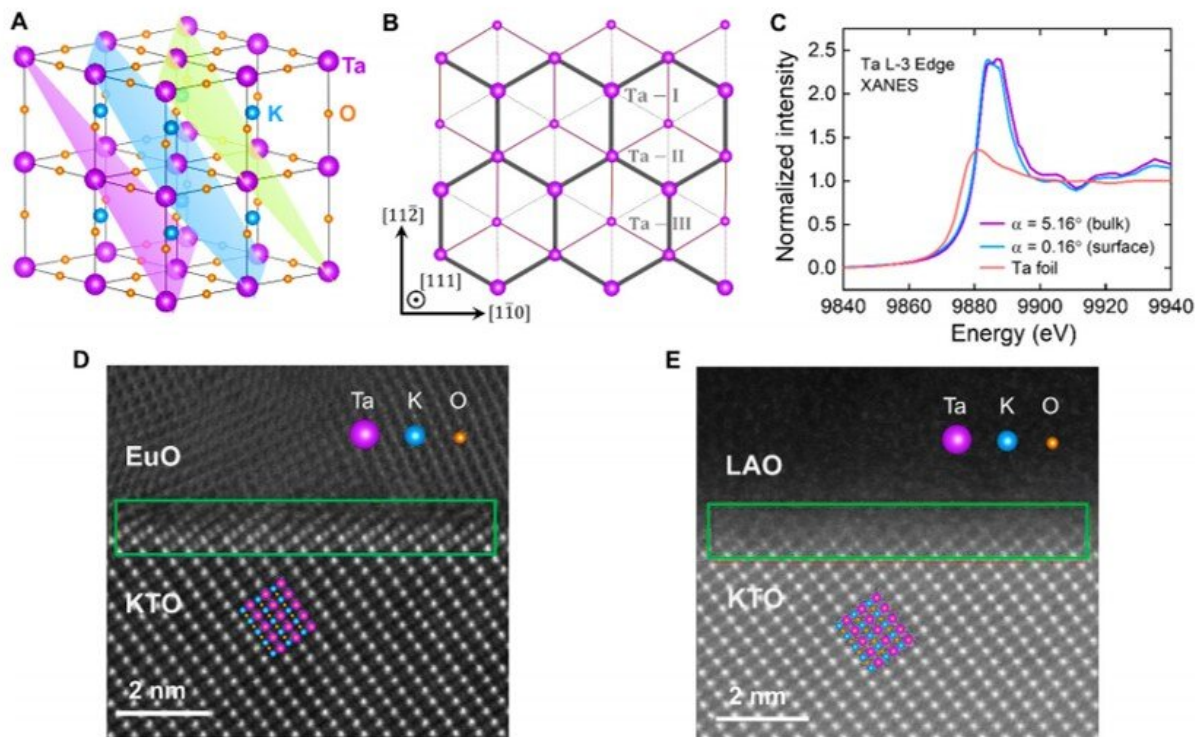 A
Ta
K
O
B
Ta – I
Ta – II
Ta – III
[112̄]
[111]
[11̄0]
C
Ta L-3 Edge
XANES
Normalized intensity
2.5
2.0
1.5
1.0
0.5
0.0
α = 5.16° (bulk)
α = 0.16° (surface)
Ta foil
9840 9860 9880 9900 9920 9940
Energy (eV)
D
Ta K O
EuO
KTO
2 nm
E
Ta K O
LAO
KTO
2 nm